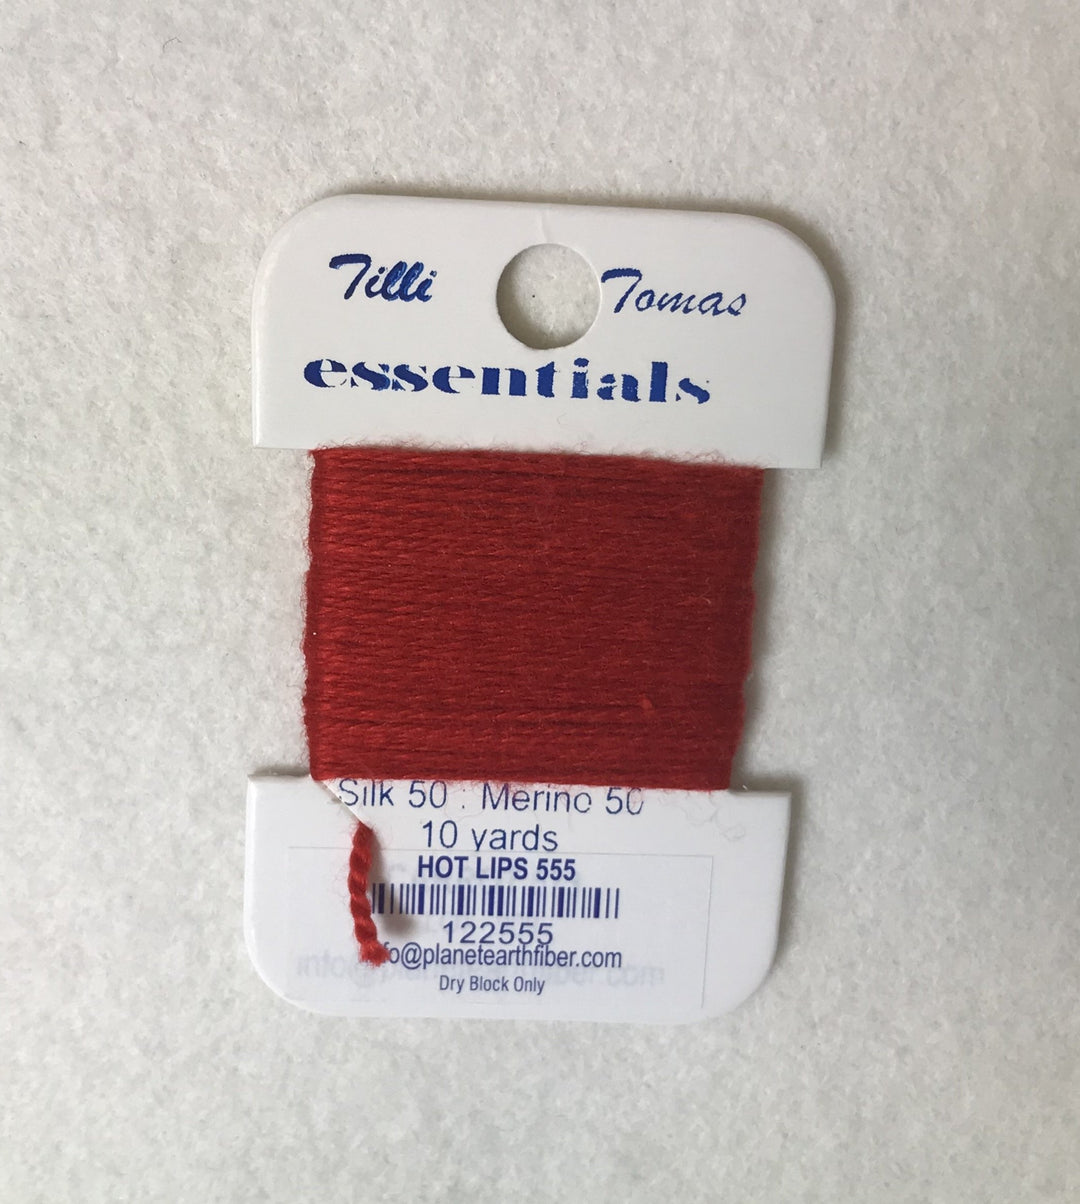 Tilli Tomas
essentials
Silk 50 . Merino 50
10 yards
HOT LIPS 555
122555
info@planetearthfiber.com
Dry Block Only